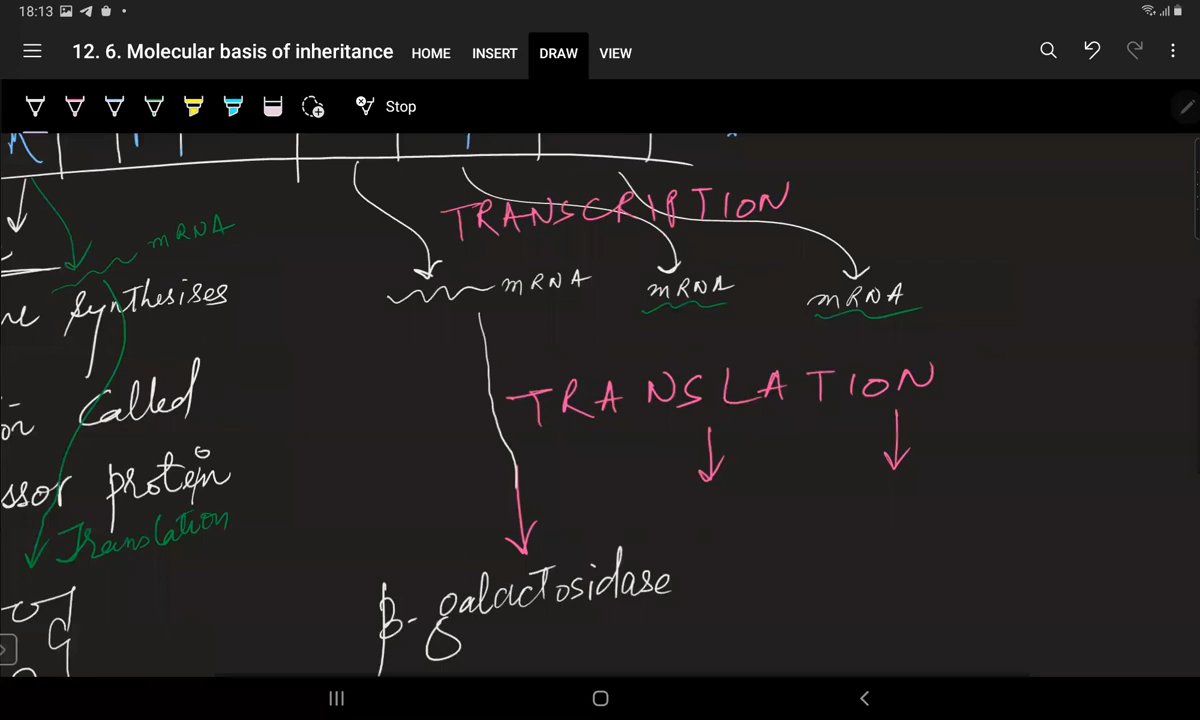 18:13
12. 6. Molecular basis of inheritance HOME INSERT DRAW VIEW
Stop
TRANSCRIPTION
mRNA
mRNA mRNA mRNA
synthesises
TRANSLATION
called
protein
Translation
β-galactosidase